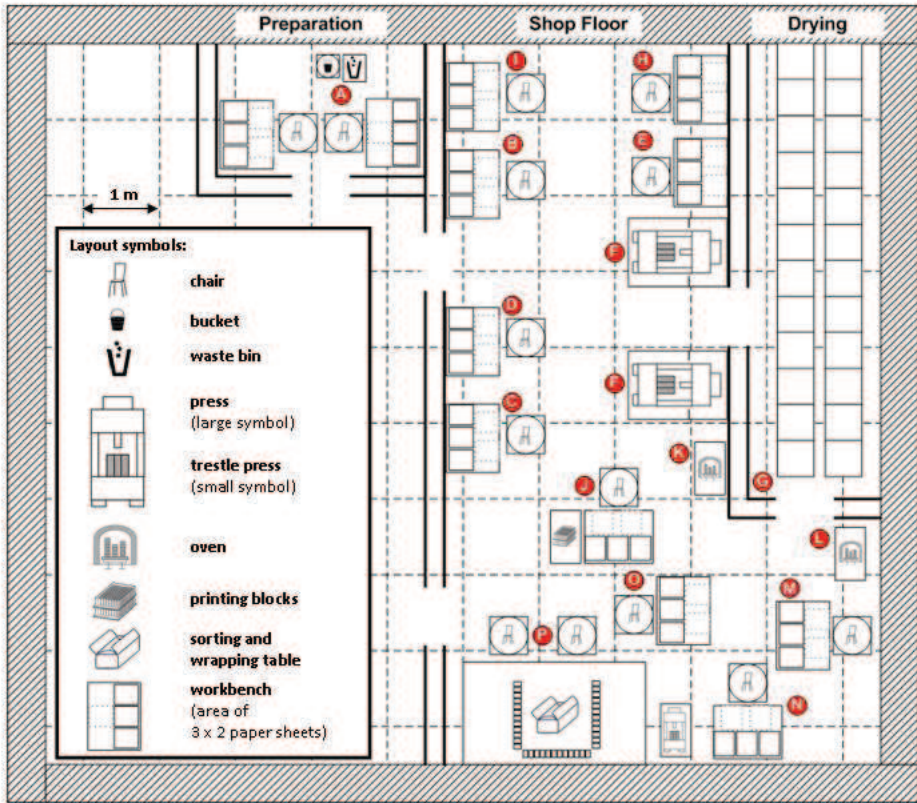 Preparation
Shop Floor
Drying
I
H
A
B
E
1 m
F
D
F
C
K
J
G
L
O
M
P
N
Layout symbols:
chair
bucket
waste bin
press
(large symbol)
trestle press
(small symbol)
oven
printing blocks
sorting and
wrapping table
workbench
(area of
3 x 2 paper sheets)